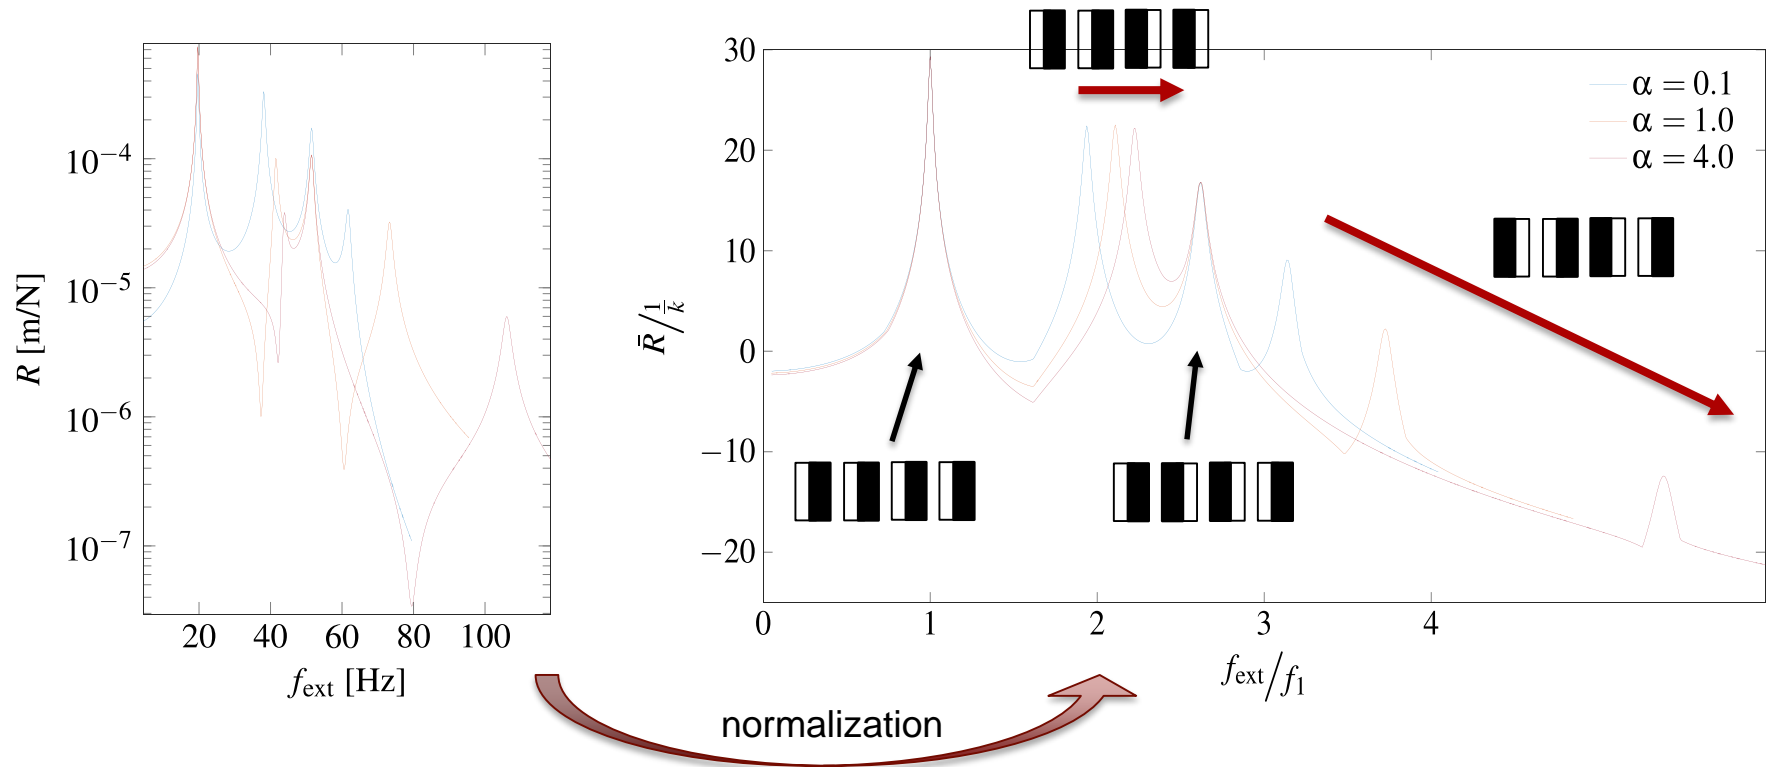 R [m/N]
10⁻⁴
10⁻⁵
10⁻⁶
10⁻⁷
20 40 60 80 100
f_ext [Hz]
R̄/1/k
30
20
10
0
−10
−20
0 1 2 3 4
f_ext/f₁
α = 0.1
α = 1.0
α = 4.0
normalization